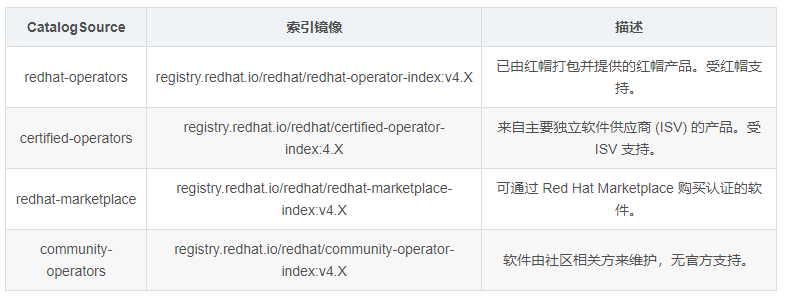 CatalogSource 索引镜像 描述
redhat-operators registry.redhat.io/redhat/redhat-operator-index:v4.X 已由红帽打包并提供的红帽产品。受红帽支
持。
certified-operators registry.redhat.io/redhat/certified-operator-
index:4.X 来自主要独立软件供应商 (ISV) 的产品。受
ISV 支持。
redhat-marketplace registry.redhat.io/redhat/redhat-marketplace-
index:v4.X 可通过 Red Hat Marketplace 购买认证的软
件。
community-
operators registry.redhat.io/redhat/community-operator-
index:v4.X 软件由社区相关方来维护，无官方支持。